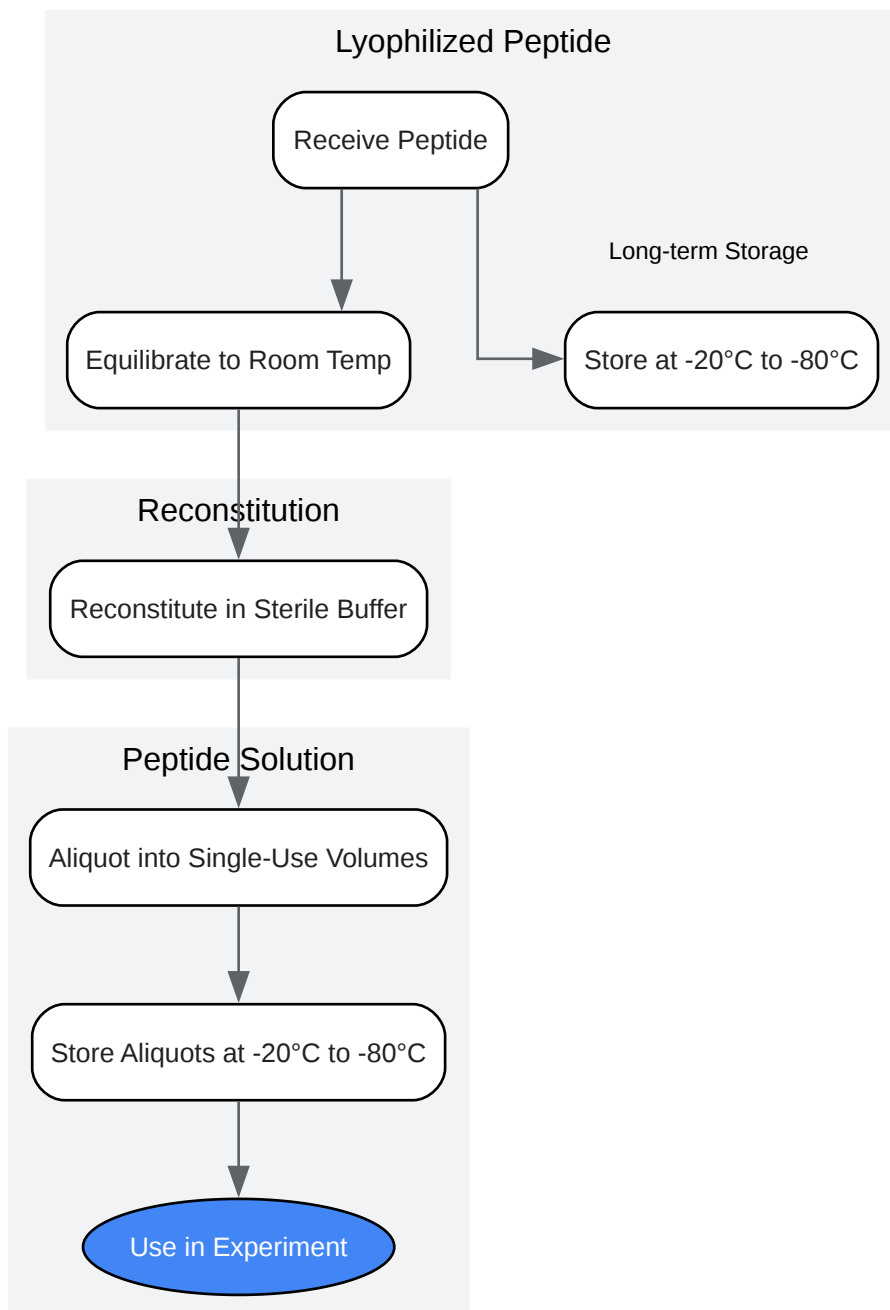 Lyophilized Peptide
Receive Peptide
Long-term Storage
Equilibrate to Room Temp
Store at -20°C to -80°C
Reconstitution
Reconstitute in Sterile Buffer
Peptide Solution
Aliquot into Single-Use Volumes
Store Aliquots at -20°C to -80°C
Use in Experiment